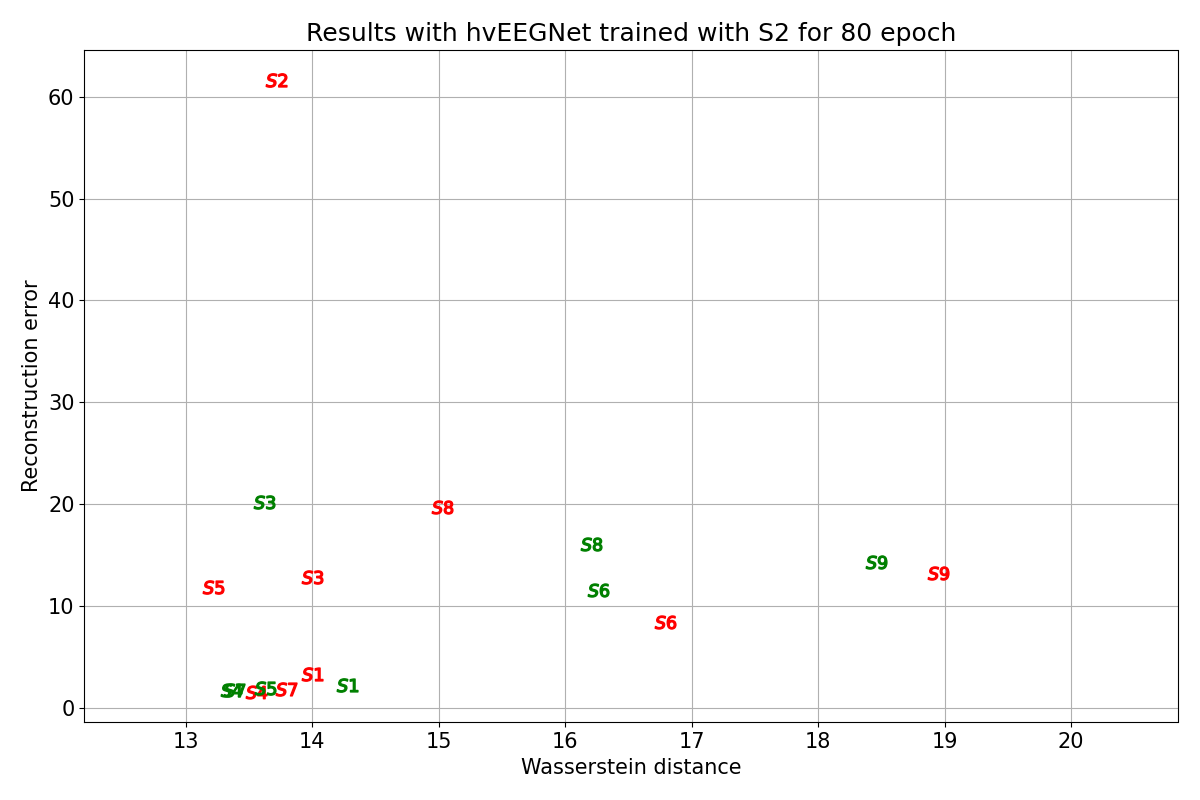 Results with hvEEGNet trained with S2 for 80 epoch
Reconstruction error
60
50
40
30
20
10
0
S2
S3
S8
S8
S9
S9
S5
S3
S6
S6
S1
S1
S4
S7
S4
S5
S7
13
14
15
16
17
18
19
20
Wasserstein distance